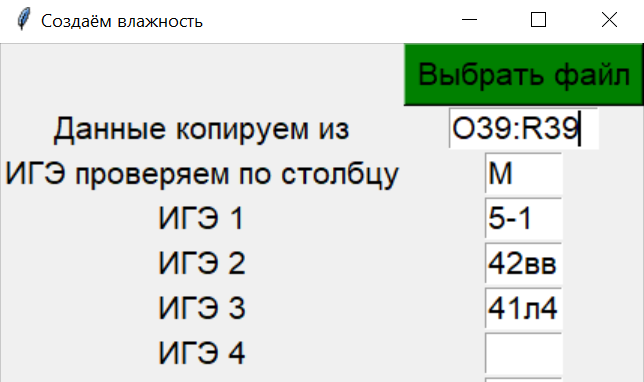 Создаём влажность
Выбрать файл
Данные копируем из O39:R39
ИГЭ проверяем по столбцу M
ИГЭ 1 5-1
ИГЭ 2 42вв
ИГЭ 3 41л4
ИГЭ 4